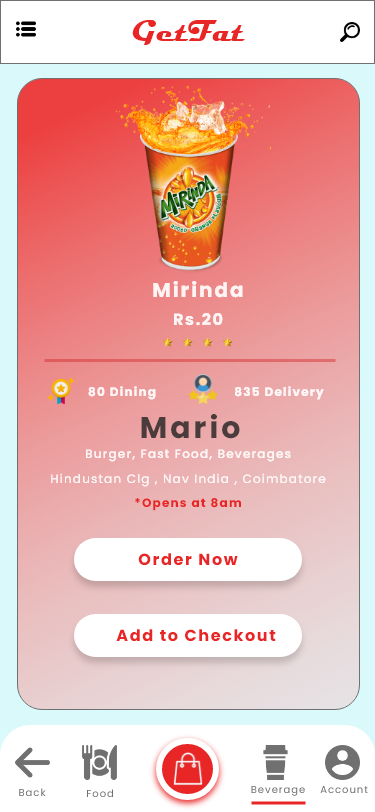 GetFat
MiRiNDA
Mirinda
Rs.20
80 Dining
835 Delivery
Mario
Burger, Fast Food, Beverages
Hindustan Clg , Nav India , Coimbatore
*Opens at 8am
Order Now
Add to Checkout
Back
Food
Beverage
Account